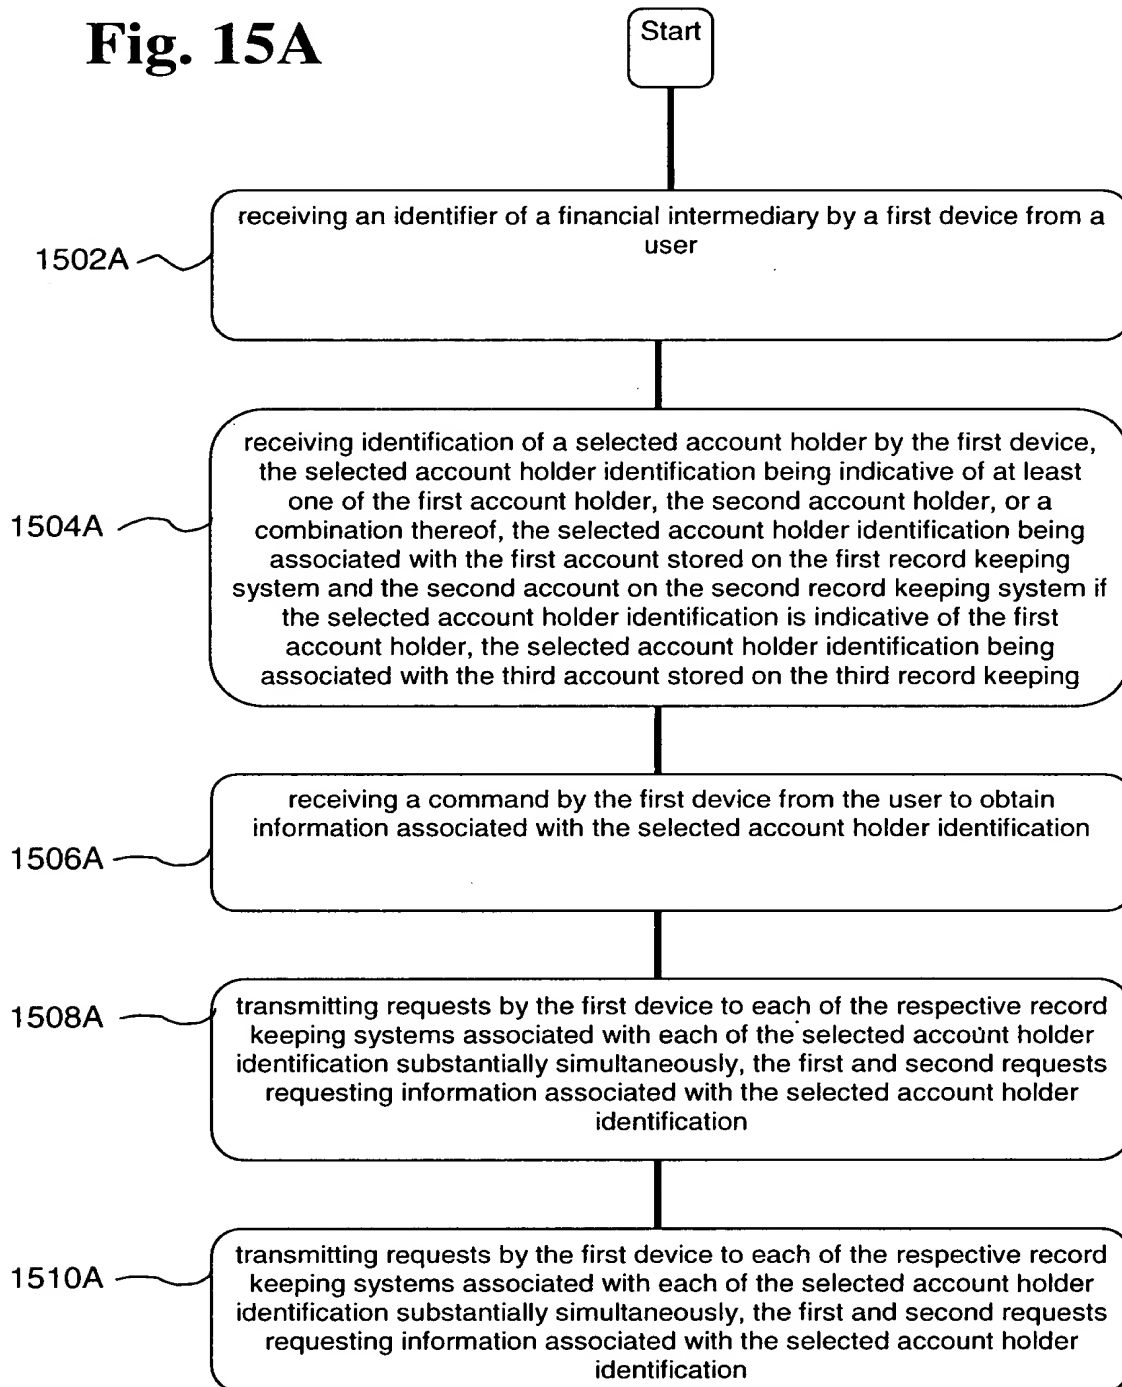 Fig. 15A
Start
receiving an identifier of a financial intermediary by a first device from a
user
1502A
receiving identification of a selected account holder by the first device,
the selected account holder identification being indicative of at least
one of the first account holder, the second account holder, or a
combination thereof, the selected account holder identification being
associated with the first account stored on the first record keeping
system and the second account on the second record keeping system if
the selected account holder identification is indicative of the first
account holder, the selected account holder identification being
associated with the third account stored on the third record keeping
1504A
receiving a command by the first device from the user to obtain
information associated with the selected account holder identification
1506A
transmitting requests by the first device to each of the respective record
keeping systems associated with each of the selected account holder
identification substantially simultaneously, the first and second requests
requesting information associated with the selected account holder
identification
1508A
transmitting requests by the first device to each of the respective record
keeping systems associated with each of the selected account holder
identification substantially simultaneously, the first and second requests
requesting information associated with the selected account holder
identification
1510A